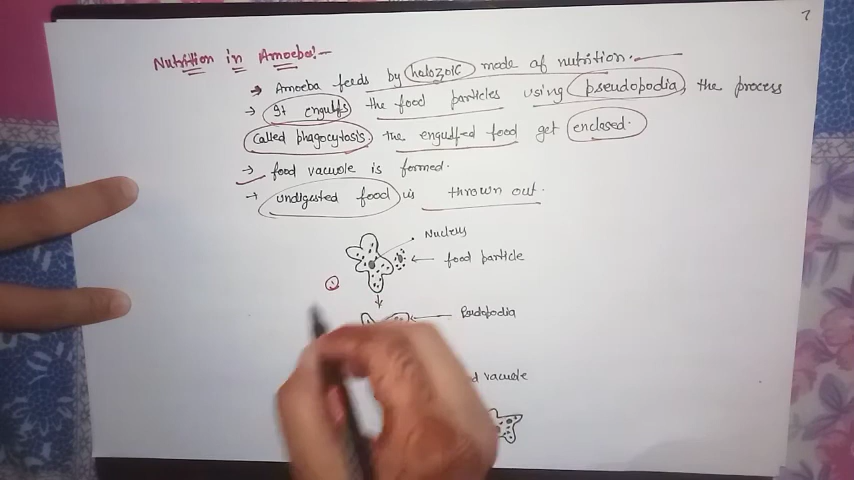 7
Nutrition in Amoeba:-
→ Amoeba feeds by holozoic mode of nutrition.
→ It engulfs the food particles using pseudopodia, the process
called phagocytosis the engulfed food get enclosed.
→ food vacuole is formed.
→ undigested food is thrown out.
Nucleus
← food particle
1
Psudopodia
vacuole